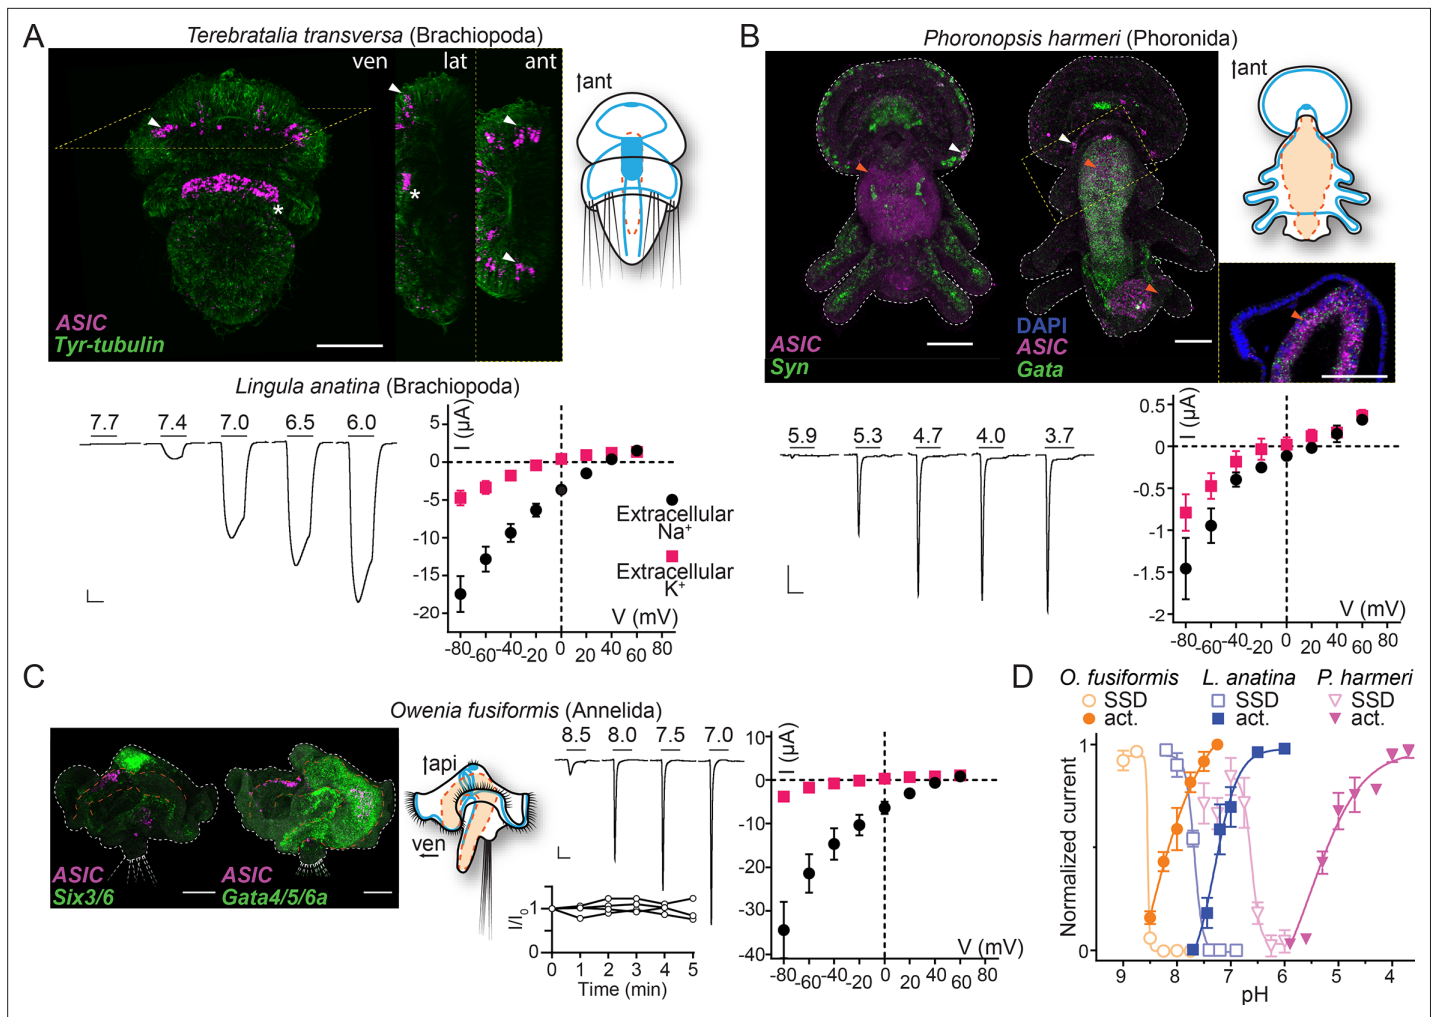 A
Terebratalia transversa (Brachiopoda)
ven
lat
ant
↑ant
ASIC
Tyr-tubulin
*
*
Lingula anatina (Brachiopoda)
7.7 7.4 7.0 6.5 6.0
I (µA)
5
0
-5
-10
-15
-20
V (mV)
-80 -60 -40 -20 0 20 40 60 80
Extracellular
Na+
Extracellular
K+
B
Phoronopsis harmeri (Phoronida)
↑ant
ASIC
Syn
DAPI
ASIC
Gata
5.9 5.3 4.7 4.0 3.7
I (µA)
0.5
0
-0.5
-1
-1.5
-2
V (mV)
-80 -60 -40 -20 0 20 40 60 80
C
Owenia fusiformis (Annelida)
ASIC
Six3/6
ASIC
Gata4/5/6a
↑api
ven
←
8.5 8.0 7.5 7.0
I/I0
1
0
0 1 2 3 4 5
Time (min)
I (µA)
10
0
-10
-20
-30
-40
V (mV)
-80 -60 -40 -20 0 20 40 60 80
D
O. fusiformis L. anatina P. harmeri
SSD SSD SSD
act. act. act.
Normalized current
1
0
9 8 7 6 5 4
pH